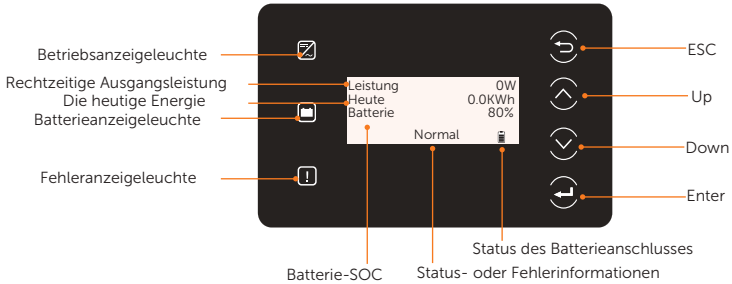 Betriebsanzeigeleuchte
Rechtzeitige Ausgangsleistung
Die heutige Energie
Batterieanzeigeleuchte
Fehleranzeigeleuchte
Leistung 0W
Heute 0.0KWh
Batterie 80%
Normal
ESC
Up
Down
Enter
Status des Batterieanschlusses
Batterie-SOC
Status- oder Fehlerinformationen